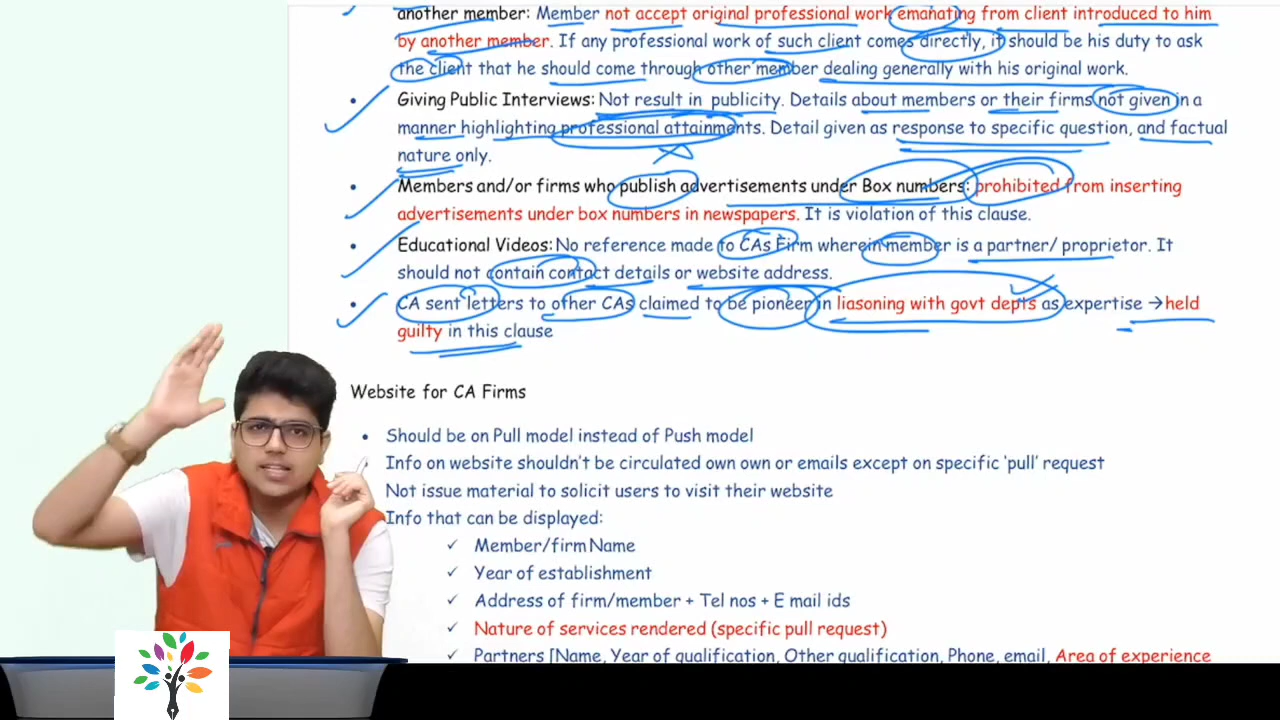 another member: Member not accept original professional work emanating from client introduced to him
by another member. If any professional work of such client comes directly, it should be his duty to ask
the client that he should come through other member dealing generally with his original work.
• Giving Public Interviews: Not result in publicity. Details about members or their firms not given in a
manner highlighting professional attainments. Detail given as response to specific question, and factual
nature only.
• Members and/or firms who publish advertisements under Box numbers: prohibited from inserting
advertisements under box numbers in newspapers. It is violation of this clause.
• Educational Videos: No reference made to CAs Firm wherein member is a partner/ proprietor. It
should not contain contact details or website address.
• CA sent letters to other CAs claimed to be pioneer in liasoning with govt depts as expertise →held
guilty in this clause
Website for CA Firms
• Should be on Pull model instead of Push model
Info on website shouldn't be circulated own own or emails except on specific 'pull' request
Not issue material to solicit users to visit their website
Info that can be displayed:
✓ Member/firm Name
✓ Year of establishment
✓ Address of firm/member + Tel nos + E mail ids
✓ Nature of services rendered (specific pull request)
✓ Partners [Name, Year of qualification, Other qualification, Phone, email, Area of experience